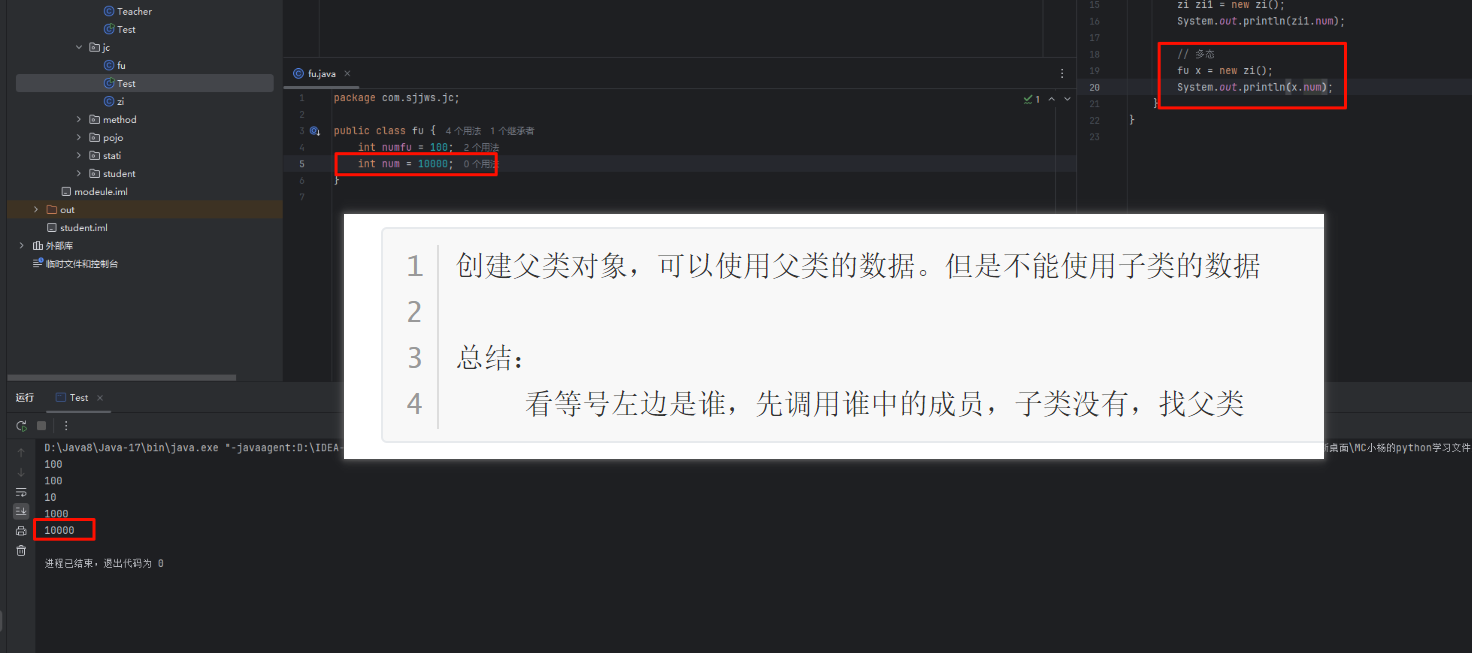 Teacher
Test
jc
fu
Test
zi
method
pojo
stati
student
modeule.iml
out
student.iml
外部库
临时文件和控制台
fu.java ×
1 package com.sjjws.jc;
2
3 public class fu { 4 个用法 1 个继承者
4 int numfu = 100; 2 个用法
5 int num = 10000; 0 个用法
6 }
7
1
15 zi zi1 = new zi();
16 System.out.println(zi1.num);
17
18 // 多态
19 fu x = new zi();
20 System.out.println(x.num);
21 }
22 }
23
1 创建父类对象，可以使用父类的数据。但是不能使用子类的数据
2
3 总结：
4 看等号左边是谁，先调用谁中的成员，子类没有，找父类
运行 Test ×
D:\Java8\Java-17\bin\java.exe "-javaagent:D:\IDEA-
桌面\MC小杨的python学习文件
100
100
10
1000
10000
进程已结束，退出代码为 0